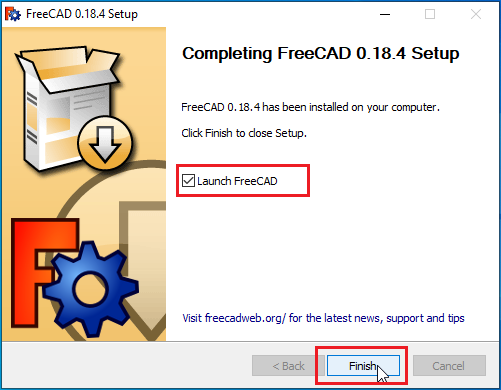 FreeCAD 0.18.4 Setup
Completing FreeCAD 0.18.4 Setup
FreeCAD 0.18.4 has been installed on your computer.
Click Finish to close Setup.
Launch FreeCAD
Visit freecadweb.org/ for the latest news, support and tips
< Back
Finish
Cancel